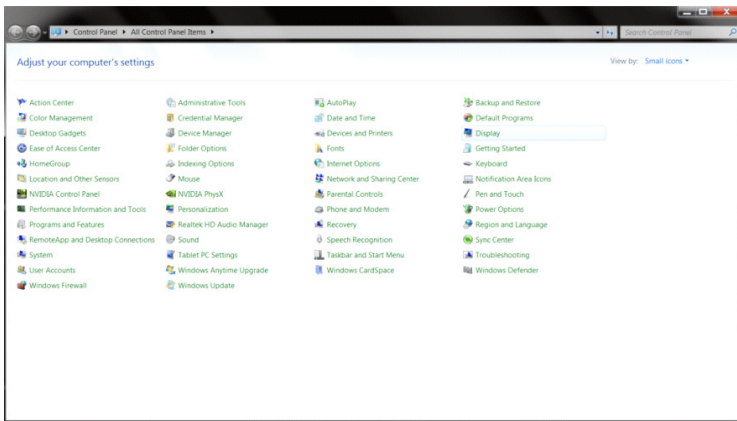 Control Panel ▸ All Control Panel Items ▸
Search Control Panel
Adjust your computer's settings
View by: Small icons
Action Center
Administrative Tools
AutoPlay
Backup and Restore
Color Management
Credential Manager
Date and Time
Default Programs
Desktop Gadgets
Device Manager
Devices and Printers
Display
Ease of Access Center
Folder Options
Fonts
Getting Started
HomeGroup
Indexing Options
Internet Options
Keyboard
Location and Other Sensors
Mouse
Network and Sharing Center
Notification Area Icons
NVIDIA Control Panel
NVIDIA PhysX
Parental Controls
Pen and Touch
Performance Information and Tools
Personalization
Phone and Modem
Power Options
Programs and Features
Realtek HD Audio Manager
Recovery
Region and Language
RemoteApp and Desktop Connections
Sound
Speech Recognition
Sync Center
System
Tablet PC Settings
Taskbar and Start Menu
Troubleshooting
User Accounts
Windows Anytime Upgrade
Windows CardSpace
Windows Defender
Windows Firewall
Windows Update